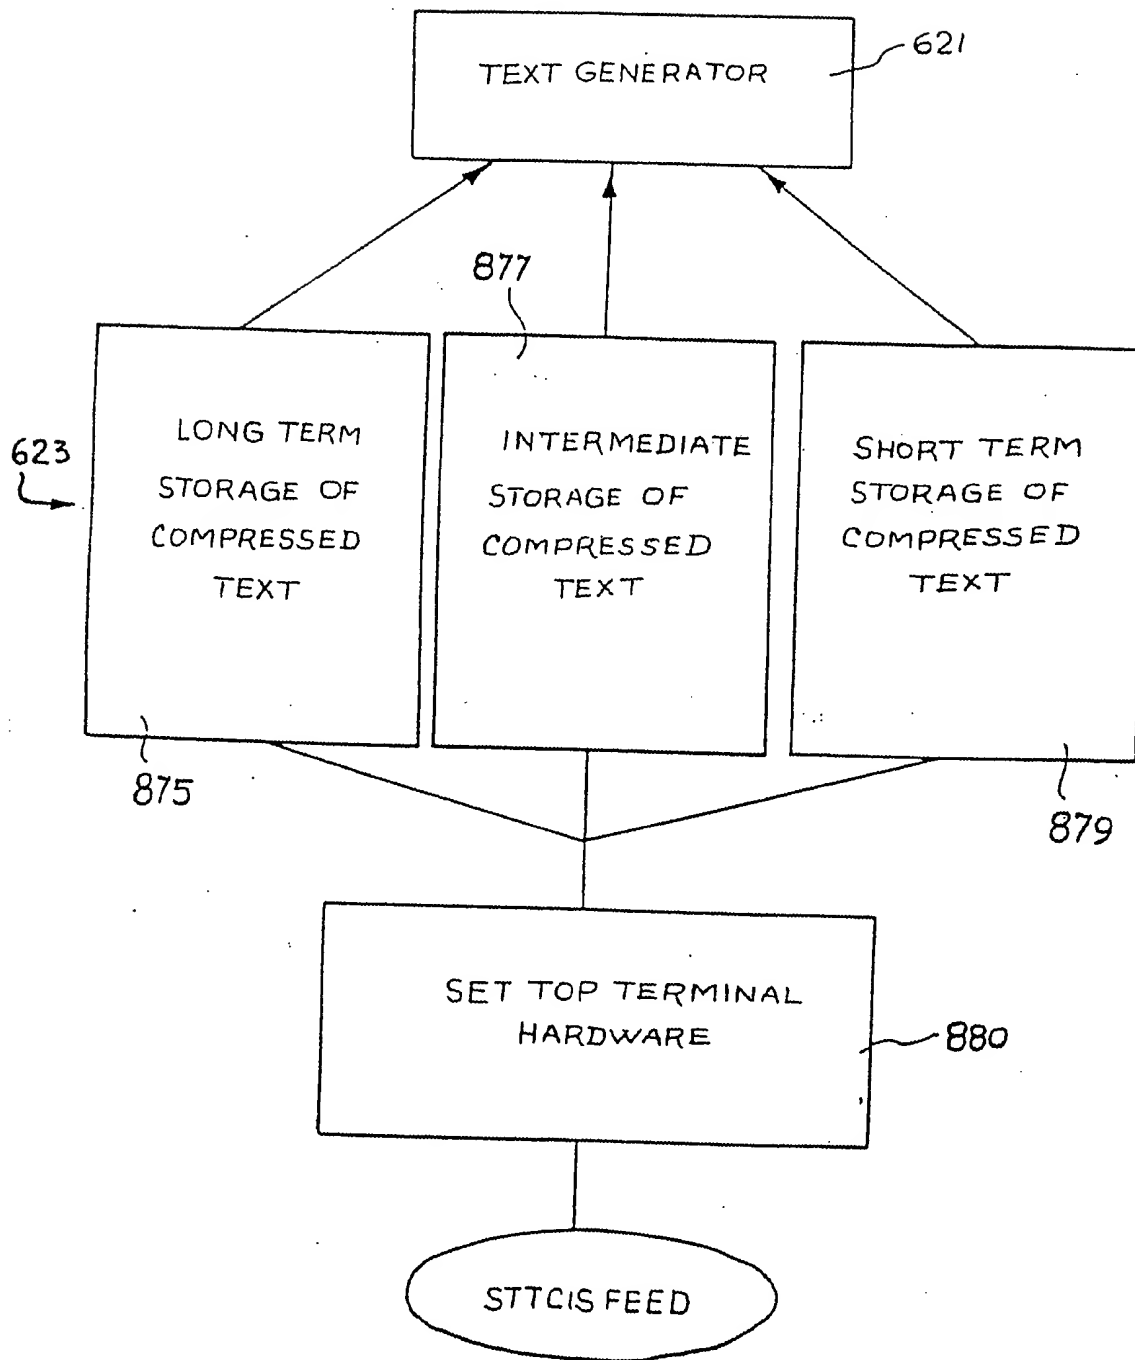 TEXT GENERATOR
621
877
623
LONG TERM
STORAGE OF
COMPRESSED
TEXT
INTERMEDIATE
STORAGE OF
COMPRESSED
TEXT
SHORT TERM
STORAGE OF
COMPRESSED
TEXT
875
879
SET TOP TERMINAL
HARDWARE
880
STTCIS FEED